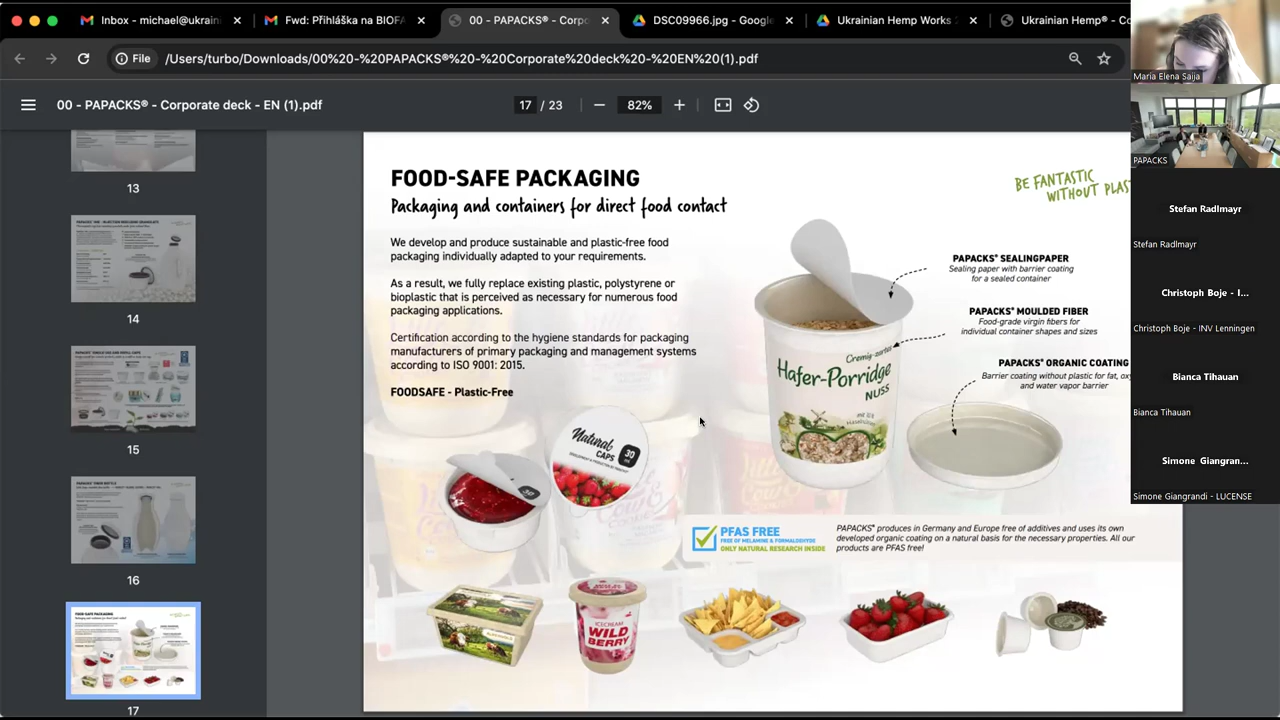 Inbox - michael@ukrain
Fwd: Přihláška na BIOFA
00 - PAPACKS® - Corpo
DSC09966.jpg - Google
Ukrainian Hemp Works 2
Ukrainian Hemp® - Co
File
/Users/turbo/Downloads/00%20-%20PAPACKS®%20-%20Corporate%20deck%20-%20EN%20(1).pdf
00 - PAPACKS® - Corporate deck - EN (1).pdf
17 / 23
82%
13
14
15
16
17
FOOD-SAFE PACKAGING
Packaging and containers for direct food contact
BE FANTASTIC
WITHOUT PLAS
We develop and produce sustainable and plastic-free food
packaging individually adapted to your requirements.
As a result, we fully replace existing plastic, polystyrene or
bioplastic that is perceived as necessary for numerous food
packaging applications.
Certification according to the hygiene standards for packaging
manufacturers of primary packaging and management systems
according to ISO 9001: 2015.
FOODSAFE - Plastic-Free
PAPACKS® SEALINGPAPER
Sealing paper with barrier coating
for a sealed container
PAPACKS® MOULDED FIBER
Food-grade virgin fibers for
individual container shapes and sizes
PAPACKS® ORGANIC COATING
Barrier coating without plastic for fat, oxy
and water vapor barrier
Cremig-zartes
Hafer-Porridge
NUSS
Natural
CAPS
30
PFAS FREE
FREE OF MELAMINE & FORMALDEHYDE
ONLY NATURAL RESEARCH INSIDE
PAPACKS® produces in Germany and Europe free of additives and uses its own
developed organic coating on a natural basis for the necessary properties. All our
products are PFAS free!
ICECREAM
WILD
BERRY
Maria Elena Saija
PAPACKS
Stefan Radlmayr
Stefan Radlmayr
Christoph Boje - I...
Christoph Boje - INV Lenningen
Bianca Tihauan
Bianca Tihauan
Simone Giangran...
Simone Giangrandi - LUCENSE